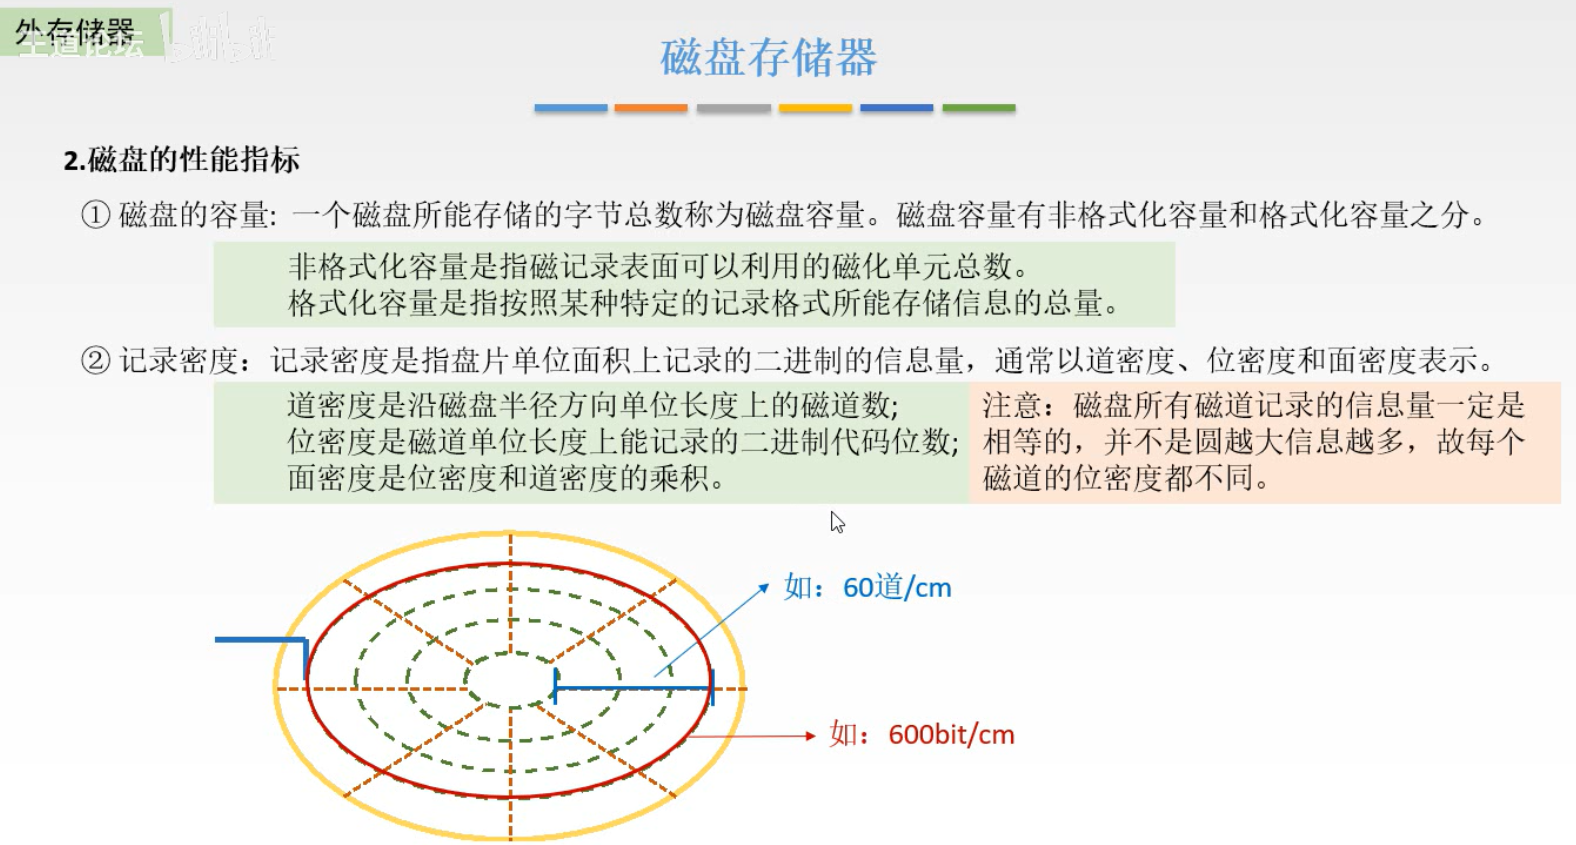 外存储器
王道论坛 bilibili
磁盘存储器
2.磁盘的性能指标
① 磁盘的容量: 一个磁盘所能存储的字节总数称为磁盘容量。磁盘容量有非格式化容量和格式化容量之分。
非格式化容量是指磁记录表面可以利用的磁化单元总数。
格式化容量是指按照某种特定的记录格式所能存储信息的总量。
② 记录密度：记录密度是指盘片单位面积上记录的二进制的信息量，通常以道密度、位密度和面密度表示。
道密度是沿磁盘半径方向单位长度上的磁道数;
位密度是磁道单位长度上能记录的二进制代码位数;
面密度是位密度和道密度的乘积。
注意：磁盘所有磁道记录的信息量一定是
相等的，并不是圆越大信息越多，故每个
磁道的位密度都不同。
如：60道/cm
如：600bit/cm